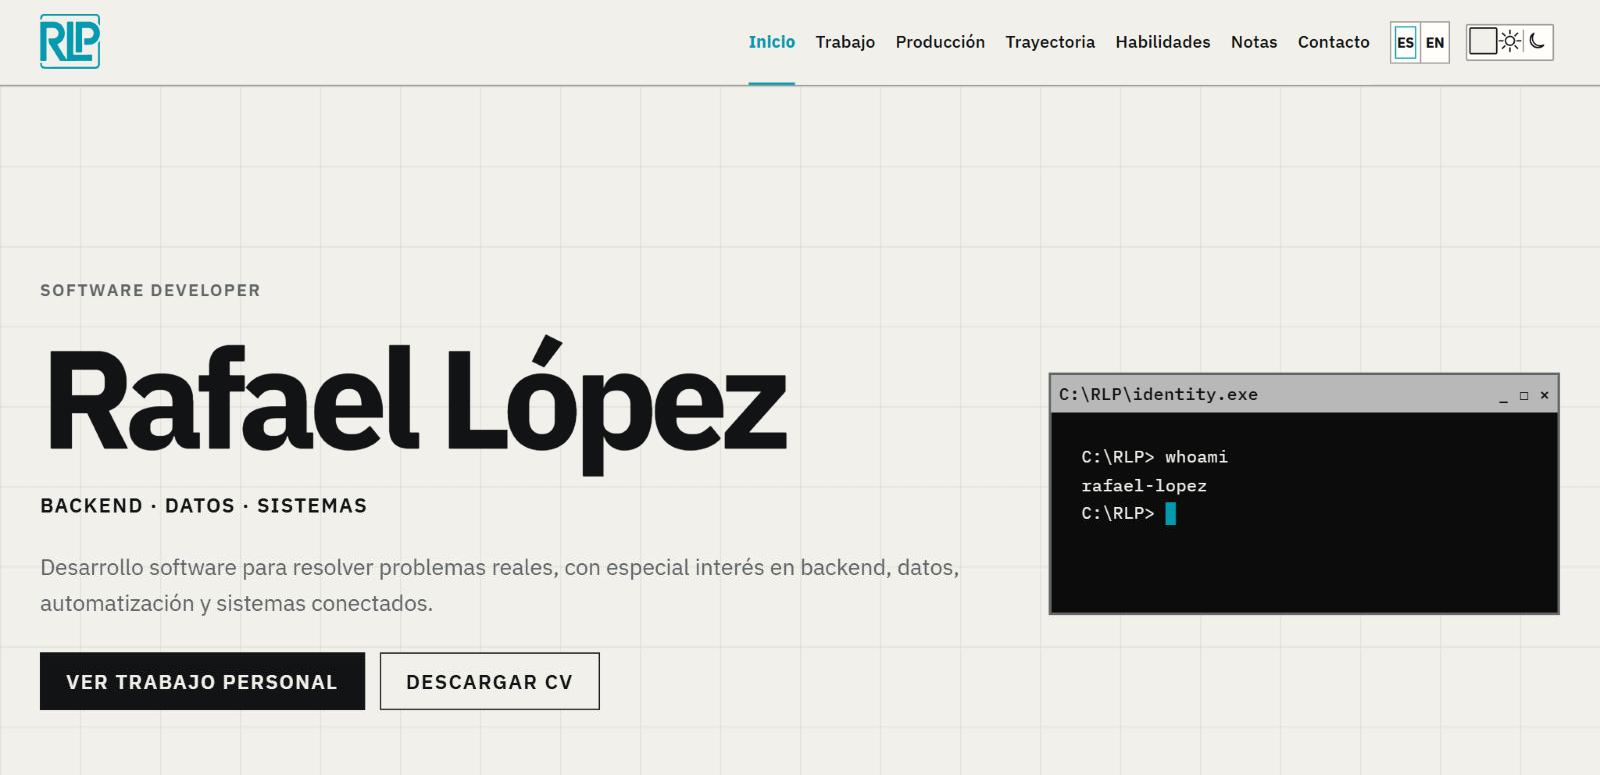 RLP
Inicio Trabajo Producción Trayectoria Habilidades Notas Contacto ES EN
SOFTWARE DEVELOPER
Rafael López
BACKEND · DATOS · SISTEMAS
Desarrollo software para resolver problemas reales, con especial interés en backend, datos,
automatización y sistemas conectados.
VER TRABAJO PERSONAL DESCARGAR CV
C:\RLP\identity.exe _ □ ×
C:\RLP> whoami
rafael-lopez
C:\RLP>